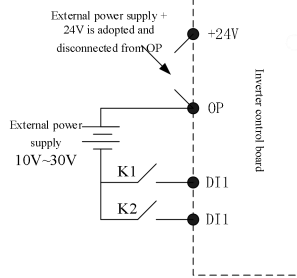 External power supply +
24V is adopted and
disconnected from OP
+24V
OP
External power
supply
10V~30V
K1
DI1
K2
DI1
Inverter control board